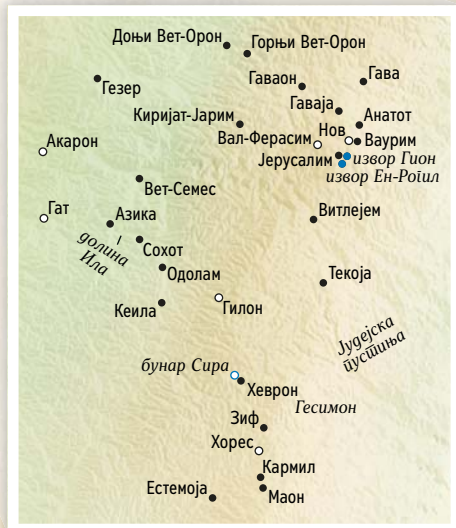 Доњи Вет-Орон
Горњи Вет-Орон
Гезер
Гаваон
Гава
Гаваја
Киријат-Јарим
Анатот
Нов
Вал-Ферасим
Ваурим
Акарон
Јерусалим
извор Гион
извор Ен-Рогил
Вет-Семес
Гат
Азика
Витлејем
долина
Ила
Сохот
Одолам
Текоја
Кеила
Гилон
Јудејска
пустиња
бунар Сира
Хеврон
Гесимон
Зиф
Хорес
Кармил
Естемоја
Маон